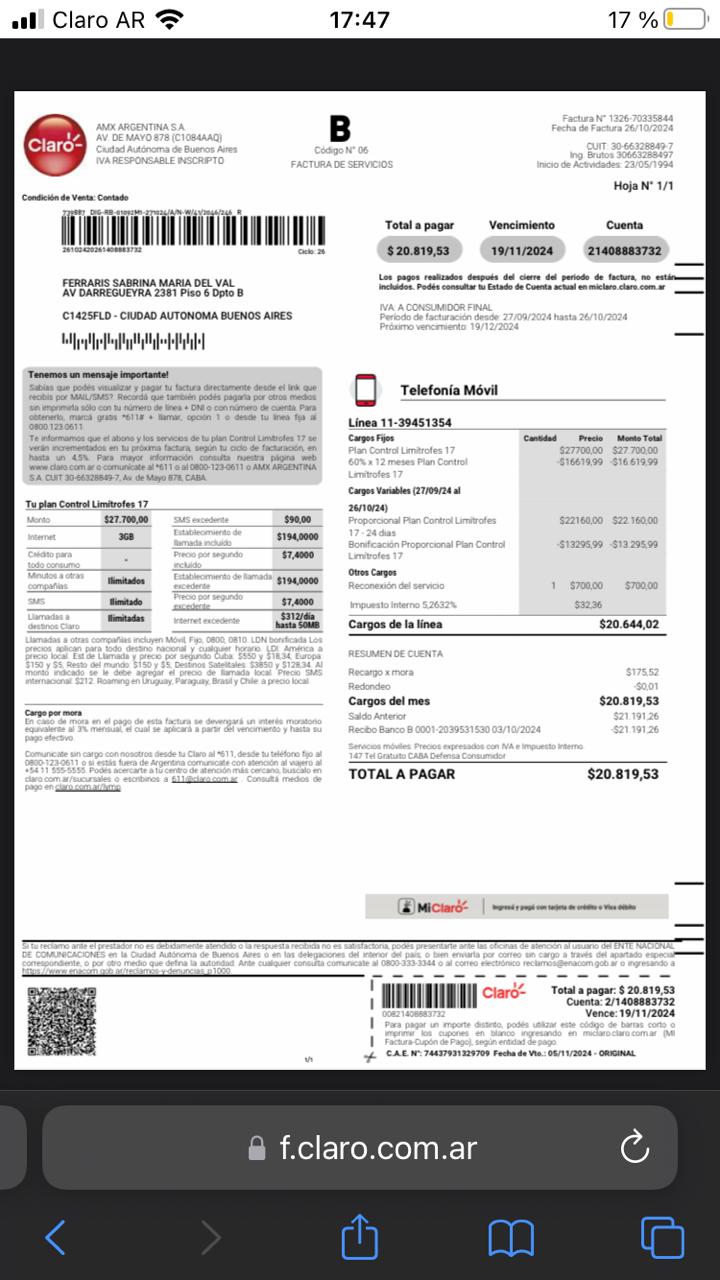 Claro AR
17:47
17 %
Claro
AMX ARGENTINA S.A.
AV. DE MAYO 878 (C1084AAQ)
Ciudad Autónoma de Buenos Aires
IVA RESPONSABLE INSCRIPTO
B
Código N° 06
FACTURA DE SERVICIOS
Factura N° 1326-70335844
Fecha de Factura 26/10/2024
CUIT: 30-66328849-7
Ing. Brutos 30663288497
Inicio de Actividades: 23/05/1994
Hoja N° 1/1
Condición de Venta: Contado
26102420261408883732
Ciclo: 26
Total a pagar Vencimiento Cuenta
$ 20.819,53 19/11/2024 21408883732
Los pagos realizados después del cierre del periodo de factura, no están
incluidos. Podés consultar tu Estado de Cuenta actual en miclaro.claro.com.ar
FERRARIS SABRINA MARIA DEL VAL
AV DARREGUEYRA 2381 Piso 6 Dpto B
C1425FLD - CIUDAD AUTONOMA BUENOS AIRES
IVA: A CONSUMIDOR FINAL
Período de facturación desde: 27/09/2024 hasta 26/10/2024
Próximo vencimiento: 19/12/2024
Tenemos un mensaje importante!
Sabías que podés visualizar y pagar tu factura directamente desde el link que
recibís por MAIL/SMS? Recordá que también podés pagarla por otros medios
sin imprimirla sólo con tu número de línea + DNI o con número de cuenta. Para
obtenerlo, marcá gratis *611# + llamar, opción 1 o desde tu línea fija al
0800.123.0611.
Te informamos que el abono y los servicios de tu plan Control Limítrofes 17 se
verán incrementados en tu próxima factura, según tu ciclo de facturación, en
hasta un 4,5%. Para mayor información consulta nuestra página web
www.claro.com.ar o comunícate al *611 o al 0800-123-0611 o AMX ARGENTINA
S.A. CUIT 30-66328849-7, Av. de Mayo 878, CABA.
Tu plan Control Limítrofes 17
Monto $27.700,00 SMS excedente $90,00
Internet 3GB Establecimiento de llamada incluído $194,0000
Crédito para todo consumo - Precio por segundo incluido $7,4000
Minutos a otras compañías Ilimitados Establecimiento de llamada excedente $194,0000
SMS Ilimitado Precio por segundo excedente $7,4000
Llamadas a destinos Claro Ilimitadas Internet excedente $312/día hasta 50MB
Llamadas a otras compañías incluyen Móvil, Fijo, 0800, 0810. LDN bonificada Los
precios aplican para todo destino nacional y cualquier horario. LDI: América a
precio local. Est de Llamada y precio por segundo Cuba: $550 y $18,34, Europa:
$150 y $5, Resto del mundo: $150 y $5, Destinos Satelitales: $3850 y $128,34. Al
monto indicado se le debe agregar el precio de llamada local. Precio SMS
internacional: $212. Roaming en Uruguay, Paraguay, Brasil y Chile: a precio local.
Cargo por mora
En caso de mora en el pago de esta factura se devengará un interés moratorio
equivalente al 3% mensual, el cual se aplicará a partir del vencimiento y hasta su
pago efectivo.
Comunicate sin cargo con nosotros desde tu Claro al *611, desde tu teléfono fijo al
0800-123-0611 o si estás fuera de Argentina comunicate con atención al viajero al
+54 11 555-5555. Podés acercarte a tu centro de atención más cercano, buscalo en
claro.com.ar/sucursales o escribinos a 611@claro.com.ar . Consultá medios de
pago en claro.com.ar/lymp.
Telefonía Móvil
Línea 11-39451354
Cargos Fijos Cantidad Precio Monto Total
Plan Control Limítrofes 17 $27700,00 $27.700,00
60% x 12 meses Plan Control -$16619,99 -$16.619,99
Limítrofes 17
Cargos Variables (27/09/24 al
26/10/24)
Proporcional Plan Control Limítrofes $22160,00 $22.160,00
17 - 24 dias
Bonificación Proporcional Plan Control -$13295,99 -$13.295,99
Limítrofes 17
Otros Cargos
Reconexión del servicio 1 $700,00 $700,00
Impuesto Interno 5,2632% $32,36
Cargos de la línea $20.644,02
RESUMEN DE CUENTA
Recargo x mora $175,52
Redondeo -$0,01
Cargos del mes $20.819,53
Saldo Anterior $21.191,26
Recibo Banco B 0001-2039531530 03/10/2024 -$21.191,26
Servicios móviles: Precios expresados con IVA e Impuesto Interno.
147 Tel Gratuito CABA Defensa Consumidor
TOTAL A PAGAR $20.819,53
MiClaro
Ingresá y pagá con tarjeta de crédito o Visa débito
Si tu reclamo ante el prestador no es debidamente atendido o la respuesta recibida no es satisfactoria, podés presentarte ante las oficinas de atención al usuario del ENTE NACIONAL
DE COMUNICACIONES en la Ciudad Autónoma de Buenos Aires o en las delegaciones del interior del país; o bien enviarla por correo sin cargo a través del apartado especial
correspondiente, o por otro medio que defina la autoridad. Ante cualquier consulta comunicate al 0800-333-3344 o al correo electrónico reclamos@enacom.gob.ar o ingresando a
https://www.enacom.gob.ar/reclamos-y-denuncias_p1000.
Claro
00821408883732
Total a pagar: $ 20.819,53
Cuenta: 2/1408883732
Vence: 19/11/2024
Para pagar un importe distinto, podés utilizar este código de barras corto o
imprimir los cupones en blanco ingresando en miclaro.claro.com.ar (MI
Factura-Cupón de Pago), según entidad de pago.
1/1
C.A.E. N°: 74437931329709 Fecha de Vto.: 05/11/2024 - ORIGINAL
f.claro.com.ar